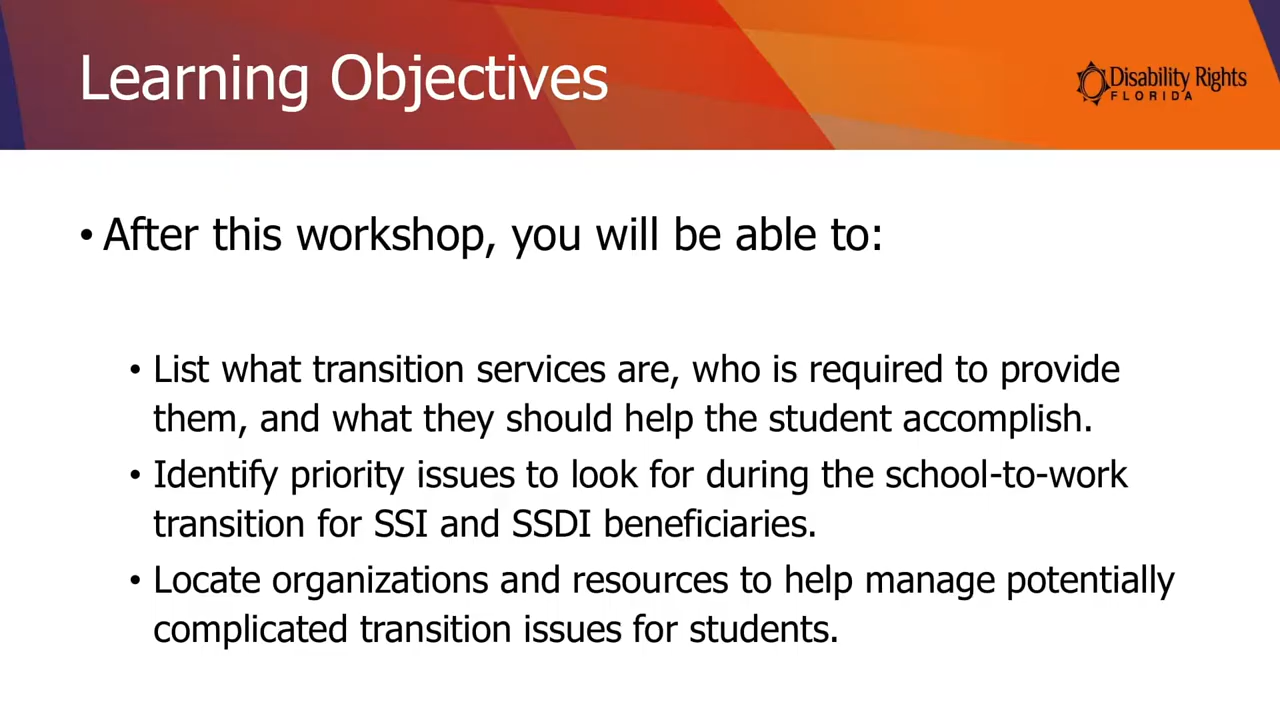 Learning Objectives
Disability Rights
FLORIDA
• After this workshop, you will be able to:
• List what transition services are, who is required to provide
them, and what they should help the student accomplish.
• Identify priority issues to look for during the school-to-work
transition for SSI and SSDI beneficiaries.
• Locate organizations and resources to help manage potentially
complicated transition issues for students.